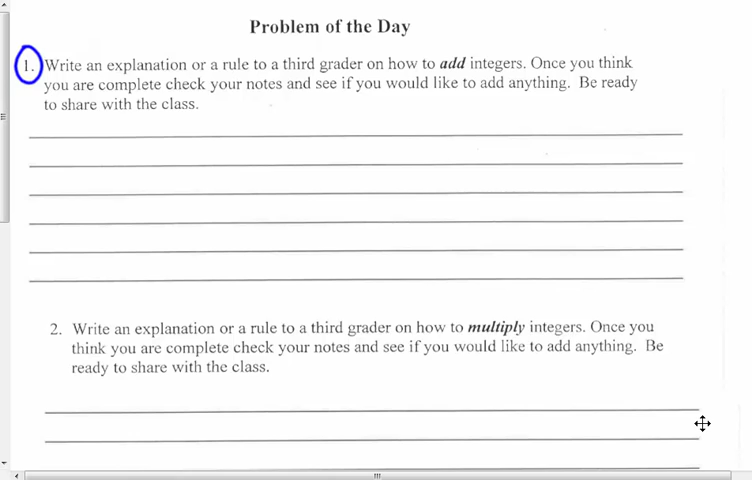 Problem of the Day
1. Write an explanation or a rule to a third grader on how to add integers. Once you think
you are complete check your notes and see if you would like to add anything. Be ready
to share with the class.
2. Write an explanation or a rule to a third grader on how to multiply integers. Once you
think you are complete check your notes and see if you would like to add anything. Be
ready to share with the class.